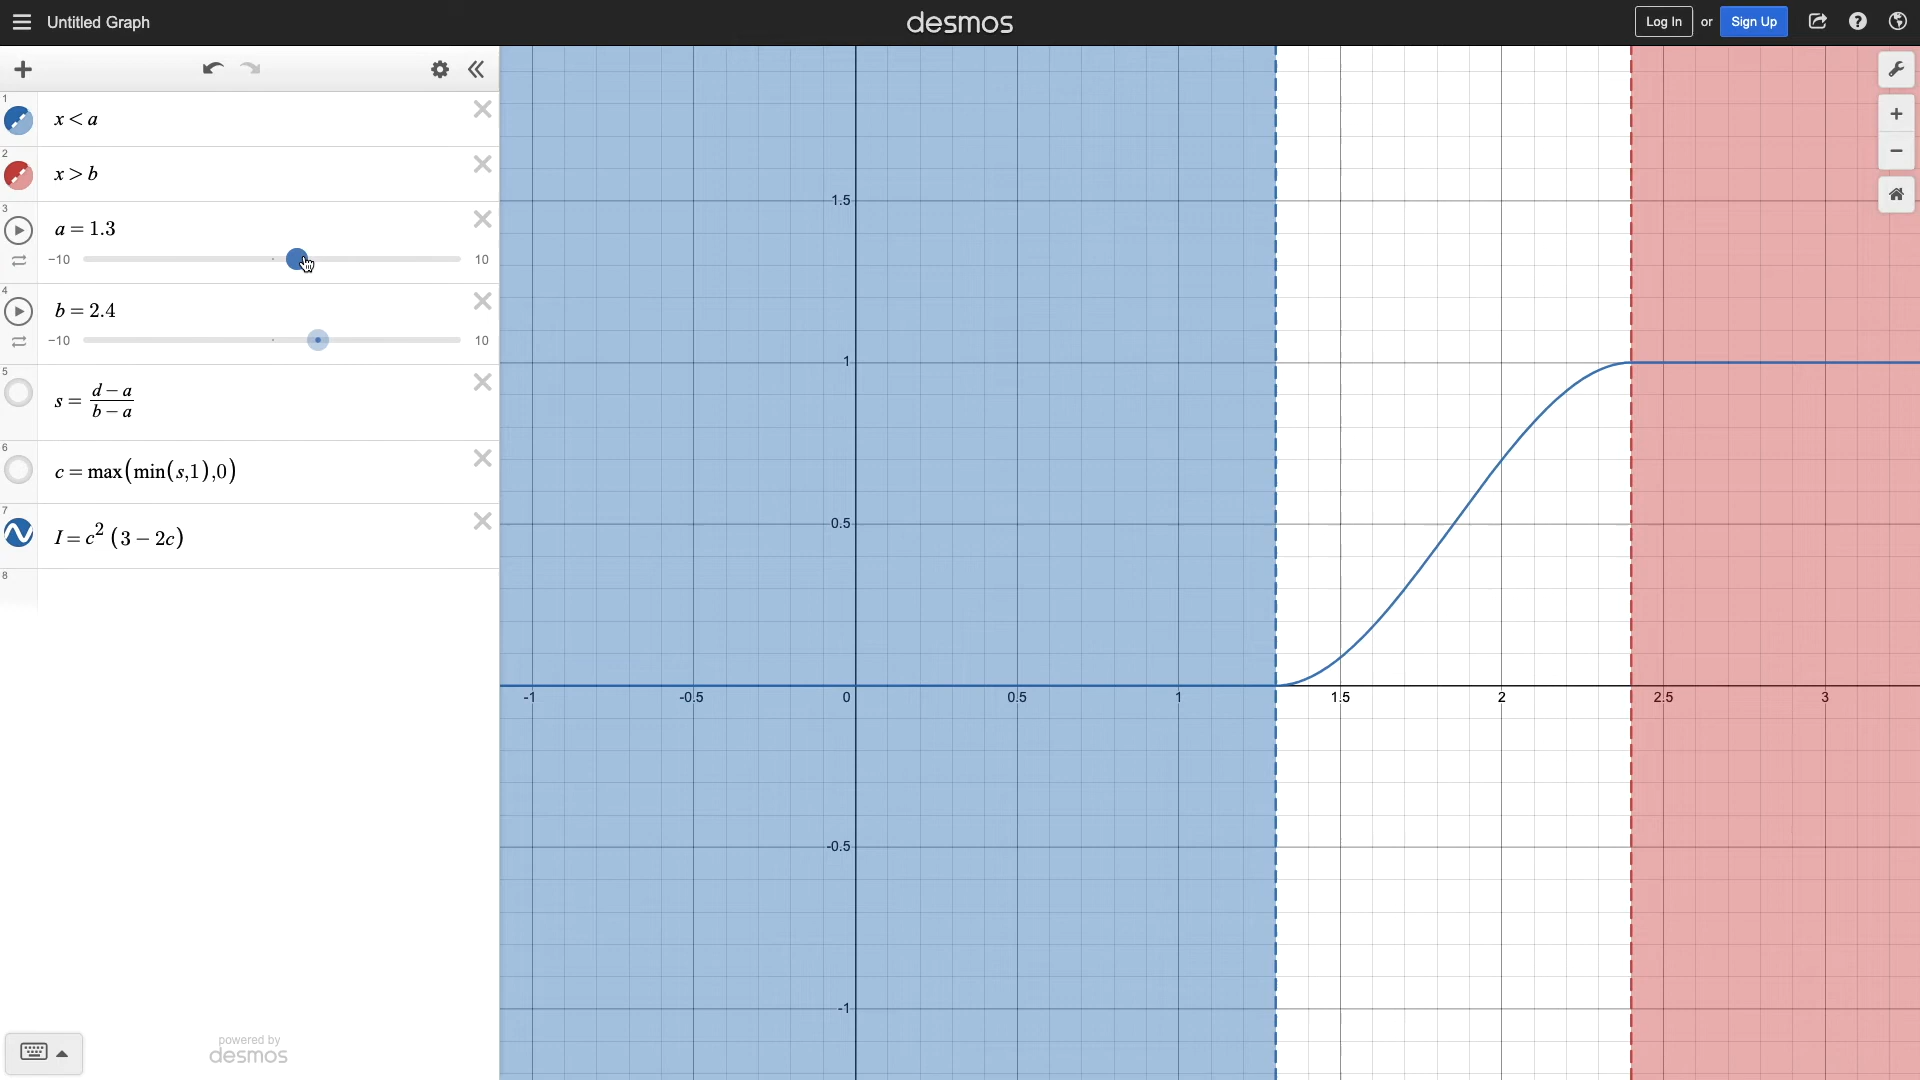 Untitled Graph
desmos
Log In or Sign Up
1
x < a
2
x > b
3
a = 1.3
-10 10
4
b = 2.4
-10 10
5
s = \frac{d - a}{b - a}
6
c = max(min(s,1),0)
7
I = c² (3 − 2c)
8
powered by
desmos
1.5
1
0.5
-1 -0.5 0 0.5 1 1.5 2 2.5 3
-0.5
-1